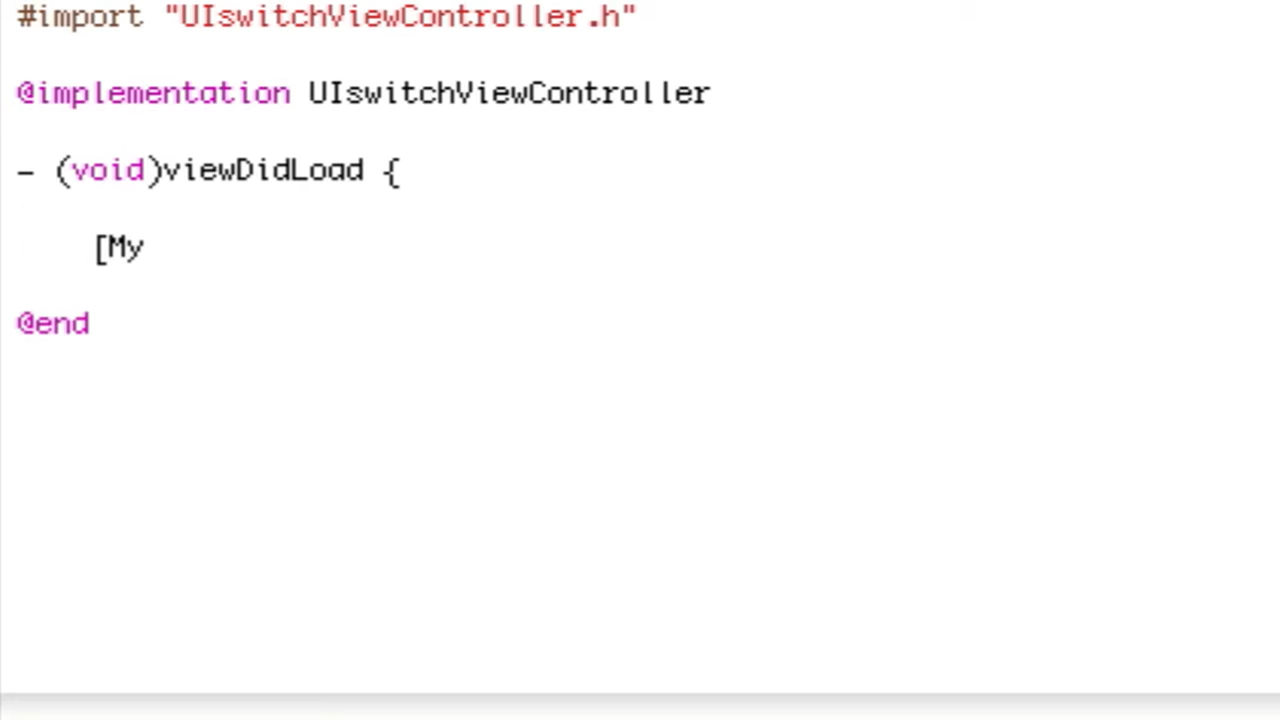 #import "UIswitchViewController.h"
@implementation UIswitchViewController
- (void)viewDidLoad {
[My
@end